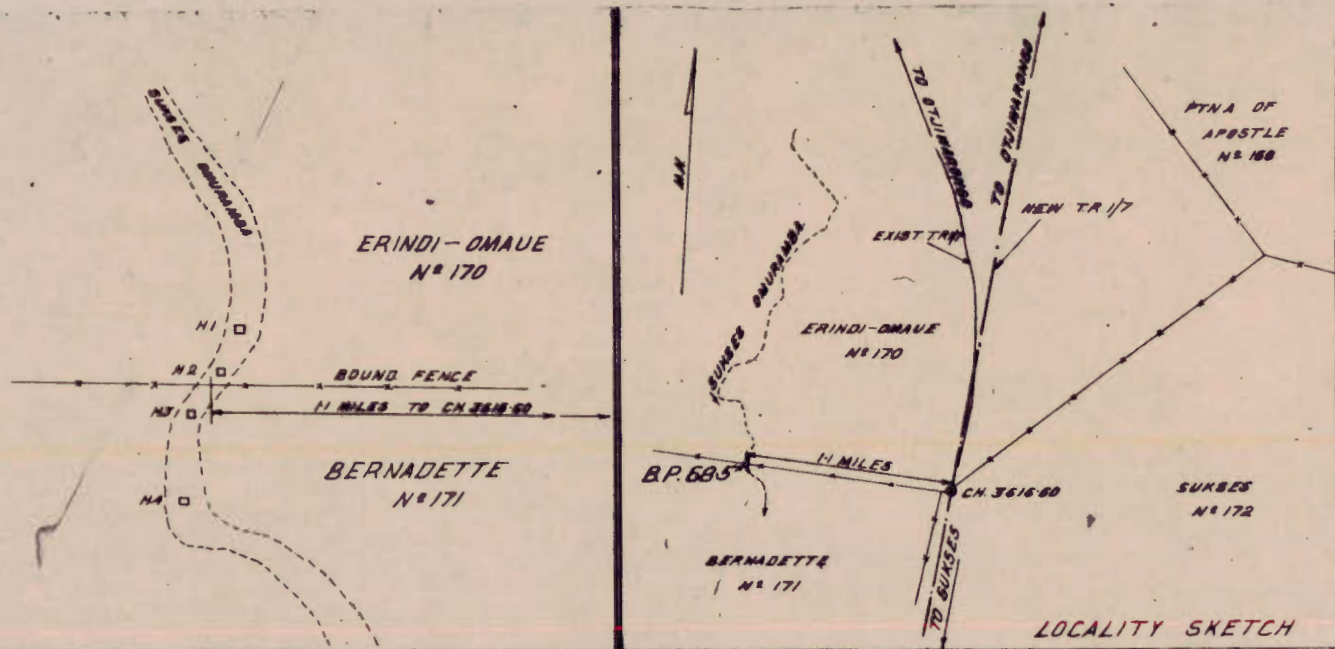 SUKSES OMURAMBA
ERINDI-OMAUE
Nº 170
H1
H2
BOUND FENCE
H3
1·1 MILES TO CH 3616·60
BERNADETTE
Nº 171
H4
M.N
TO OTJIWARONGO
TO OTJIWARONGO
PTN A OF
APOSTLE
Nº 168
NEW T.R 1/7
EXIST TR 1/7
SUKSES OMURAMBA
ERINDI-OMAUE
Nº 170
B.P. 685
1·1 MILES
CH. 3616·60
SUKSES
Nº 172
BERNADETTE
Nº 171
TO SUKSES
LOCALITY SKETCH